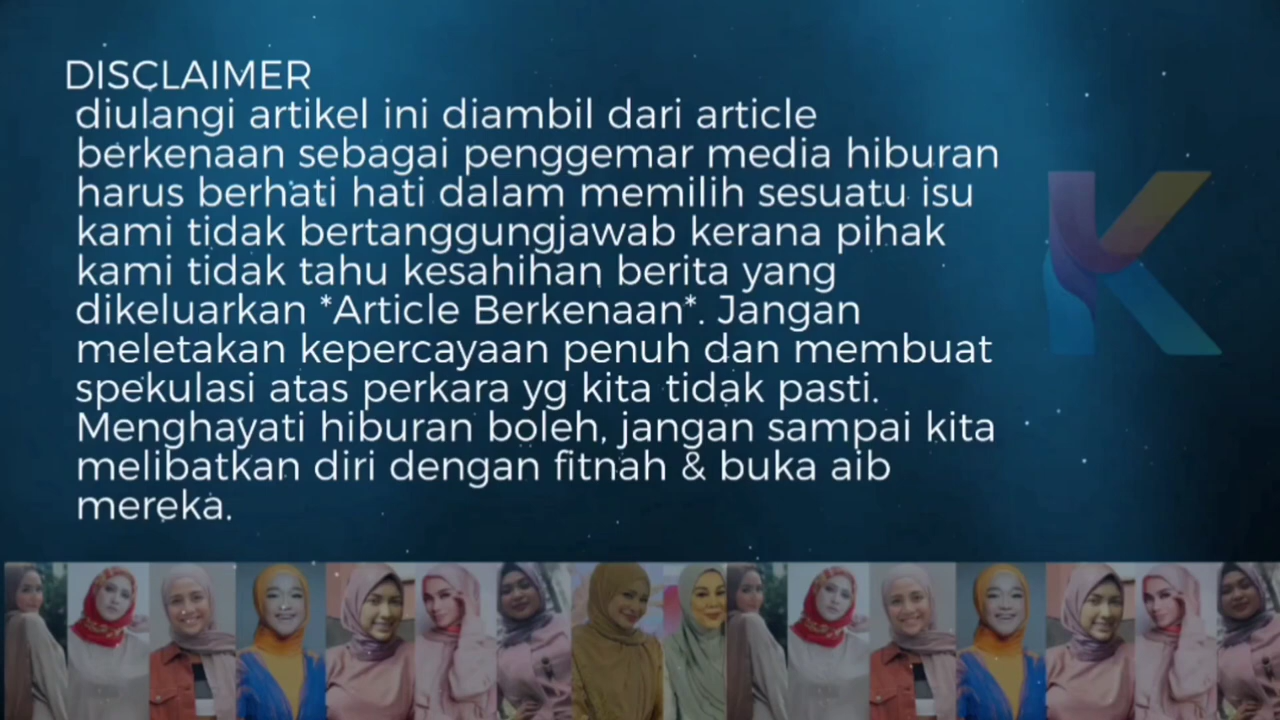 DISCLAIMER
diulangi artikel ini diambil dari article
berkenaan sebagai penggemar media hiburan
harus berhati hati dalam memilih sesuatu isu
kami tidak bertanggungjawab kerana pihak
kami tidak tahu kesahihan berita yang
dikeluarkan *Article Berkenaan*. Jangan
meletakan kepercayaan penuh dan membuat
spekulasi atas perkara yg kita tidak pasti.
Menghayati hiburan boleh, jangan sampai kita
melibatkan diri dengan fitnah & buka aib
mereka.
K